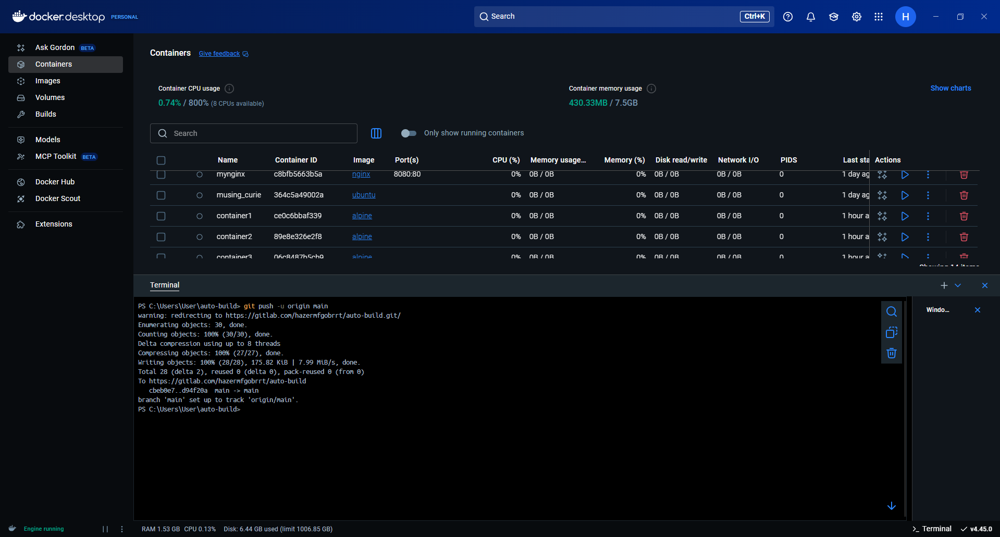 docker.desktop PERSONAL
Search Ctrl+K
H
Ask Gordon BETA
Containers
Images
Volumes
Builds
Models
MCP Toolkit BETA
Docker Hub
Docker Scout
Extensions
Containers Give feedback
Container CPU usage
0.74% / 800% (8 CPUs available)
Container memory usage
430.33MB / 7.5GB
Show charts
Search
Only show running containers
Name Container ID Image Port(s) CPU (%) Memory usage... Memory (%) Disk read/write Network I/O PIDS Last sta Actions
mynginx c8bfb5663b5a nginx 8080:80 0% 0B / 0B 0% 0B / 0B 0B / 0B 0 1 day ag
musing_curie 364c5a49002a ubuntu 0% 0B / 0B 0% 0B / 0B 0B / 0B 0 1 day ag
container1 ce0c6bbaf339 alpine 0% 0B / 0B 0% 0B / 0B 0B / 0B 0 1 hour a
container2 89e8e326e2f8 alpine 0% 0B / 0B 0% 0B / 0B 0B / 0B 0 1 hour a
container3 06c8487b5cb9 alpine 0% 0B / 0B 0% 0B / 0B 0B / 0B 0 1 hour a
Showing 14 items
Terminal
PS C:\Users\User\auto-build> git push -u origin main
warning: redirecting to https://gitlab.com/hazermfgobrrt/auto-build.git/
Enumerating objects: 30, done.
Counting objects: 100% (30/30), done.
Delta compression using up to 8 threads
Compressing objects: 100% (27/27), done.
Writing objects: 100% (28/28), 175.82 KiB | 7.99 MiB/s, done.
Total 28 (delta 2), reused 0 (delta 0), pack-reused 0 (from 0)
To https://gitlab.com/hazermfgobrrt/auto-build
cbeb0e7..d94f20a main -> main
branch 'main' set up to track 'origin/main'.
PS C:\Users\User\auto-build>
Windo...
Engine running
RAM 1.53 GB CPU 0.13% Disk: 6.44 GB used (limit 1006.85 GB)
>_ Terminal
v4.45.0